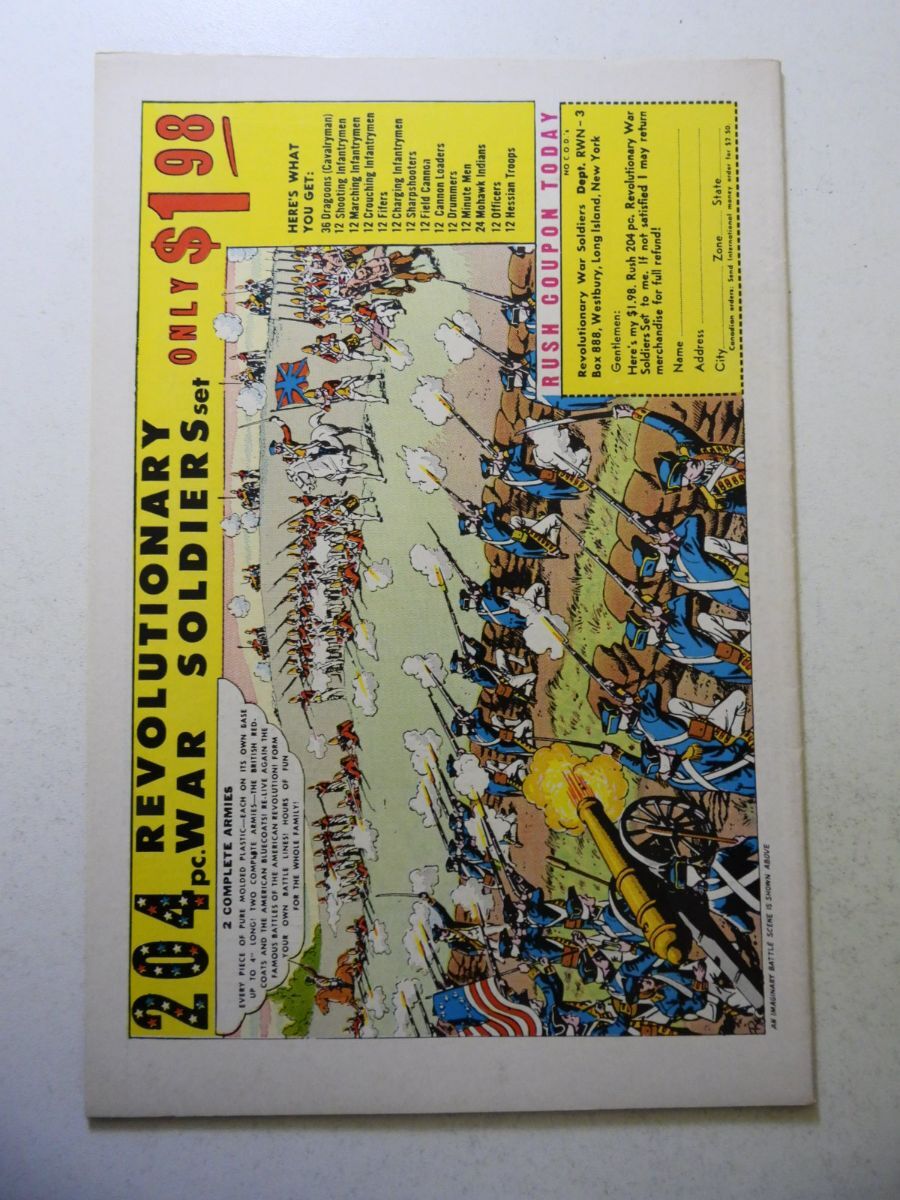 204 REVOLUTIONARY
pc. WAR SOLDIERS set
ONLY $1 98
2 COMPLETE ARMIES
EVERY PIECE OF PURE MOLDED PLASTIC—EACH ON ITS OWN BASE
UP TO 4" LONG! TWO COMPLETE ARMIES—THE BRITISH RED-
COATS AND THE AMERICAN BLUECOATS! RE-LIVE AGAIN THE
FAMOUS BATTLES OF THE AMERICAN REVOLUTION! FORM
YOUR OWN BATTLE LINES! HOURS OF FUN
FOR THE WHOLE FAMILY!
HERE'S WHAT
YOU GET:
36 Dragoons (Cavalryman)
12 Shooting Infantrymen
12 Marching Infantrymen
12 Crouching Infantrymen
12 Fifers
12 Charging Infantrymen
12 Sharpshooters
12 Field Cannoa
12 Cannon Loaders
12 Drummers
12 Minute Men
24 Mohawk Indians
12 Officers
12 Hessian Troops
RUSH COUPON TODAY
NO C.O.D.'s
Revolutionary War Soldiers Dept. RWN-3
Box 888, Westbury, Long Island, New York
Gentlemen:
Here's my $1.98. Rush 204 pc. Revolutionary War
Soldiers Set to me. If not satisfied I may return
merchandise for full refund!
Name
Address
City Zone State
Canadian orders: Send International money order for $2.50.
AN IMAGINARY BATTLE SCENE IS SHOWN ABOVE